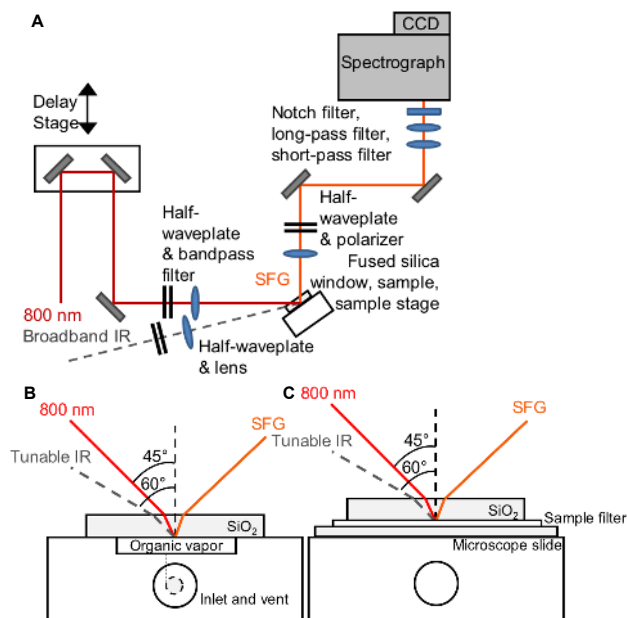 A
CCD
Spectrograph
Delay
Stage
Notch filter,
long-pass filter,
short-pass filter
Half-
waveplate
& bandpass
filter
Half-
waveplate
& polarizer
Fused silica
window, sample,
sample stage
SFG
800 nm
Broadband IR
Half-waveplate
& lens
B
800 nm
SFG
Tunable IR
45°
60°
SiO2
Organic vapor
Inlet and vent
C
800 nm
SFG
Tunable IR
45°
60°
SiO2
Sample filter
Microscope slide